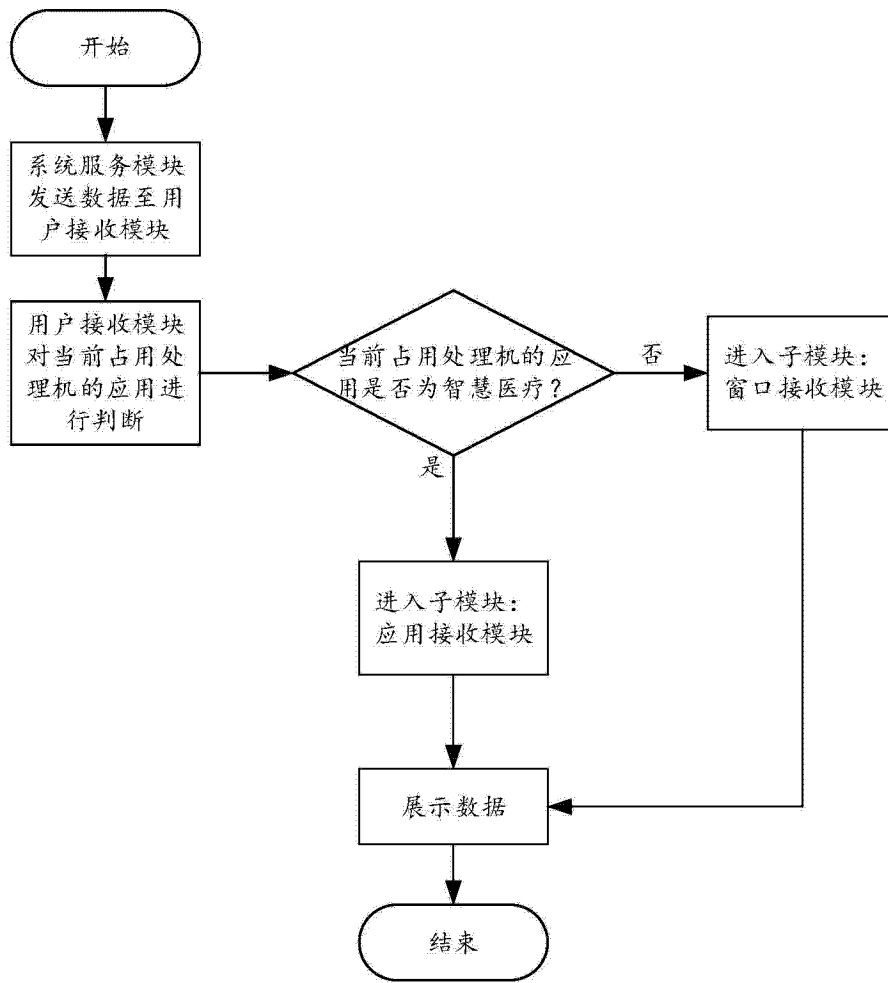 开始
系统服务模块
发送数据至用
户接收模块
用户接收模块
对当前占用处
理机的应用进
行判断
当前占用处理机的应
用是否为智慧医疗？
否
进入子模块：
窗口接收模块
是
进入子模块：
应用接收模块
展示数据
结束